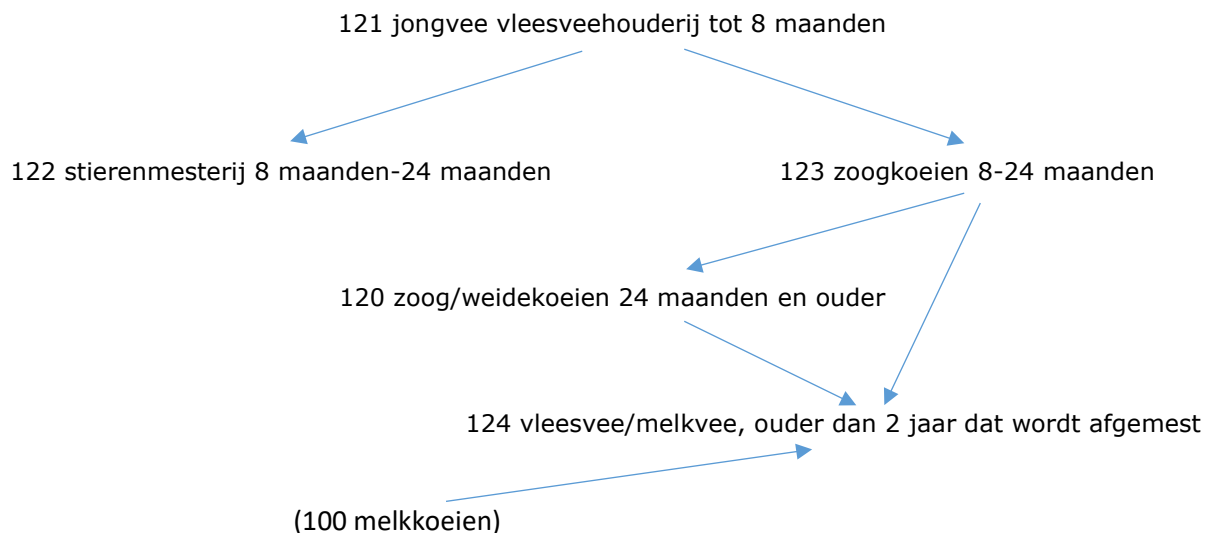 121 jongvee vleesveehouderij tot 8 maanden
122 stierenmesterij 8 maanden-24 maanden
123 zoogkoeien 8-24 maanden
120 zoog/weidekoeien 24 maanden en ouder
124 vleesvee/melkvee, ouder dan 2 jaar dat wordt afgemest
(100 melkkoeien)